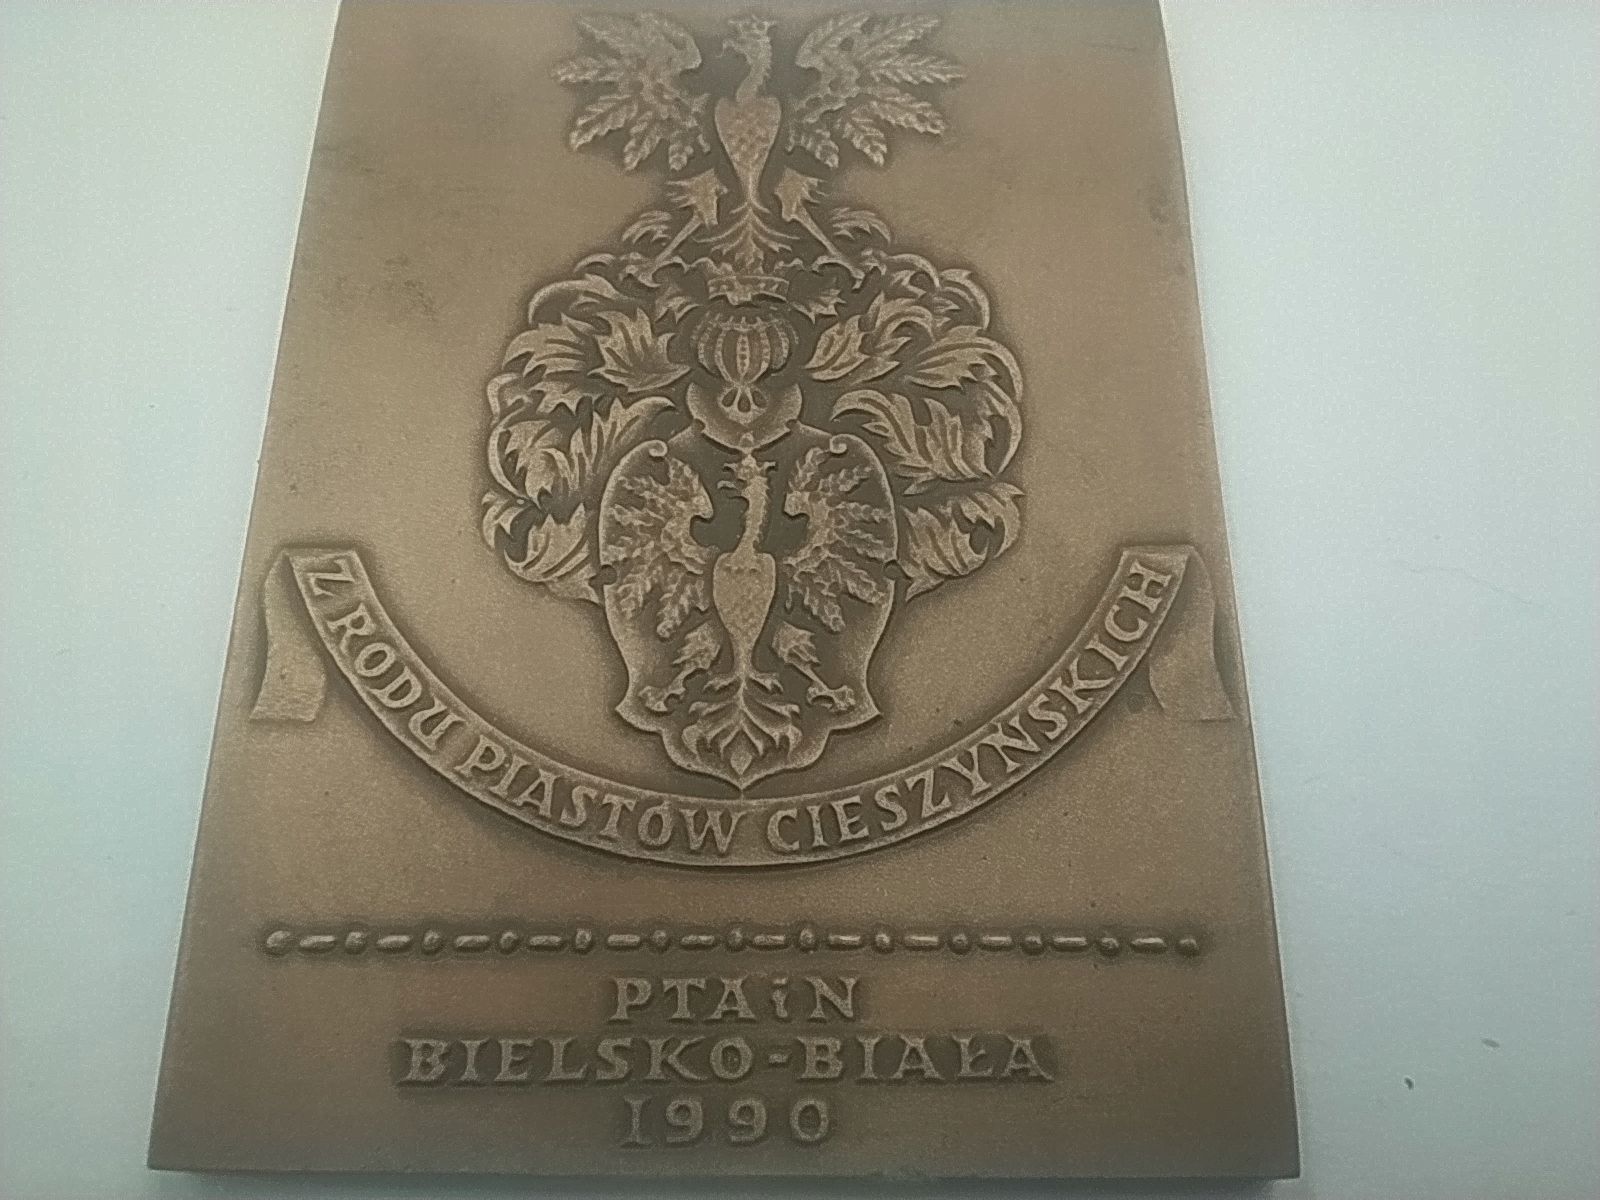 Z RODU PIASTÓW CIESZYŃSKICH
PTAiN
BIELSKO-BIAŁA
1990